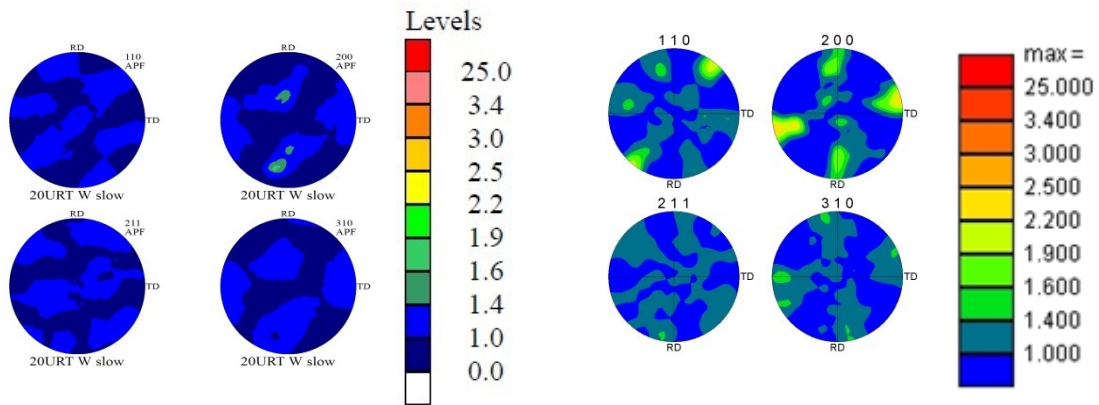 RD
110
APF
TD
20URT W slow
RD
200
APF
TD
20URT W slow
RD
211
APF
TD
20URT W slow
RD
310
APF
TD
20URT W slow
Levels
25.0
3.4
3.0
2.5
2.2
1.9
1.6
1.4
1.0
0.0
1 1 0
TD
RD
2 0 0
TD
RD
2 1 1
TD
RD
3 1 0
TD
RD
max =
25.000
3.400
3.000
2.500
2.200
1.900
1.600
1.400
1.000